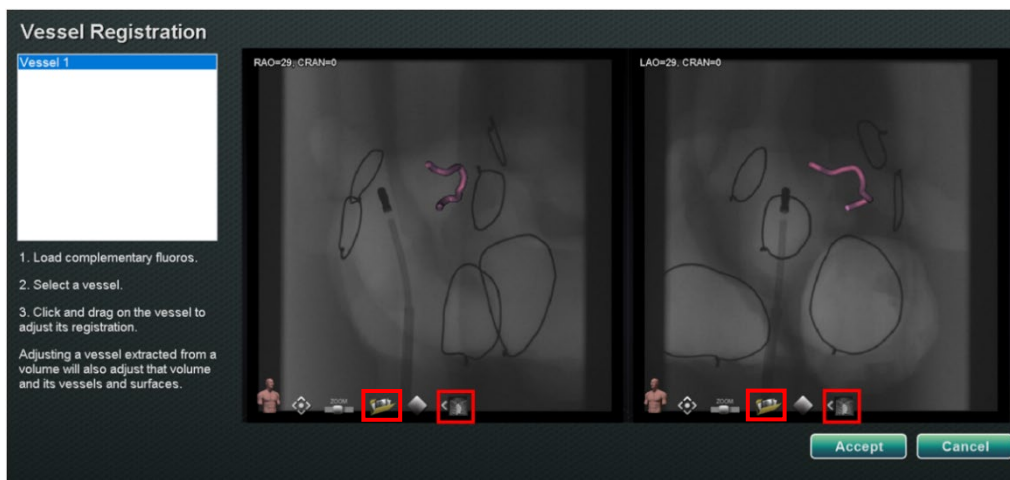 Vessel Registration
Vessel 1
1. Load complementary fluoros.
2. Select a vessel.
3. Click and drag on the vessel to
adjust its registration.
Adjusting a vessel extracted from a
volume will also adjust that volume
and its vessels and surfaces.
RAO=29, CRAN=0
ZOOM
LAO=29, CRAN=0
ZOOM
Accept
Cancel